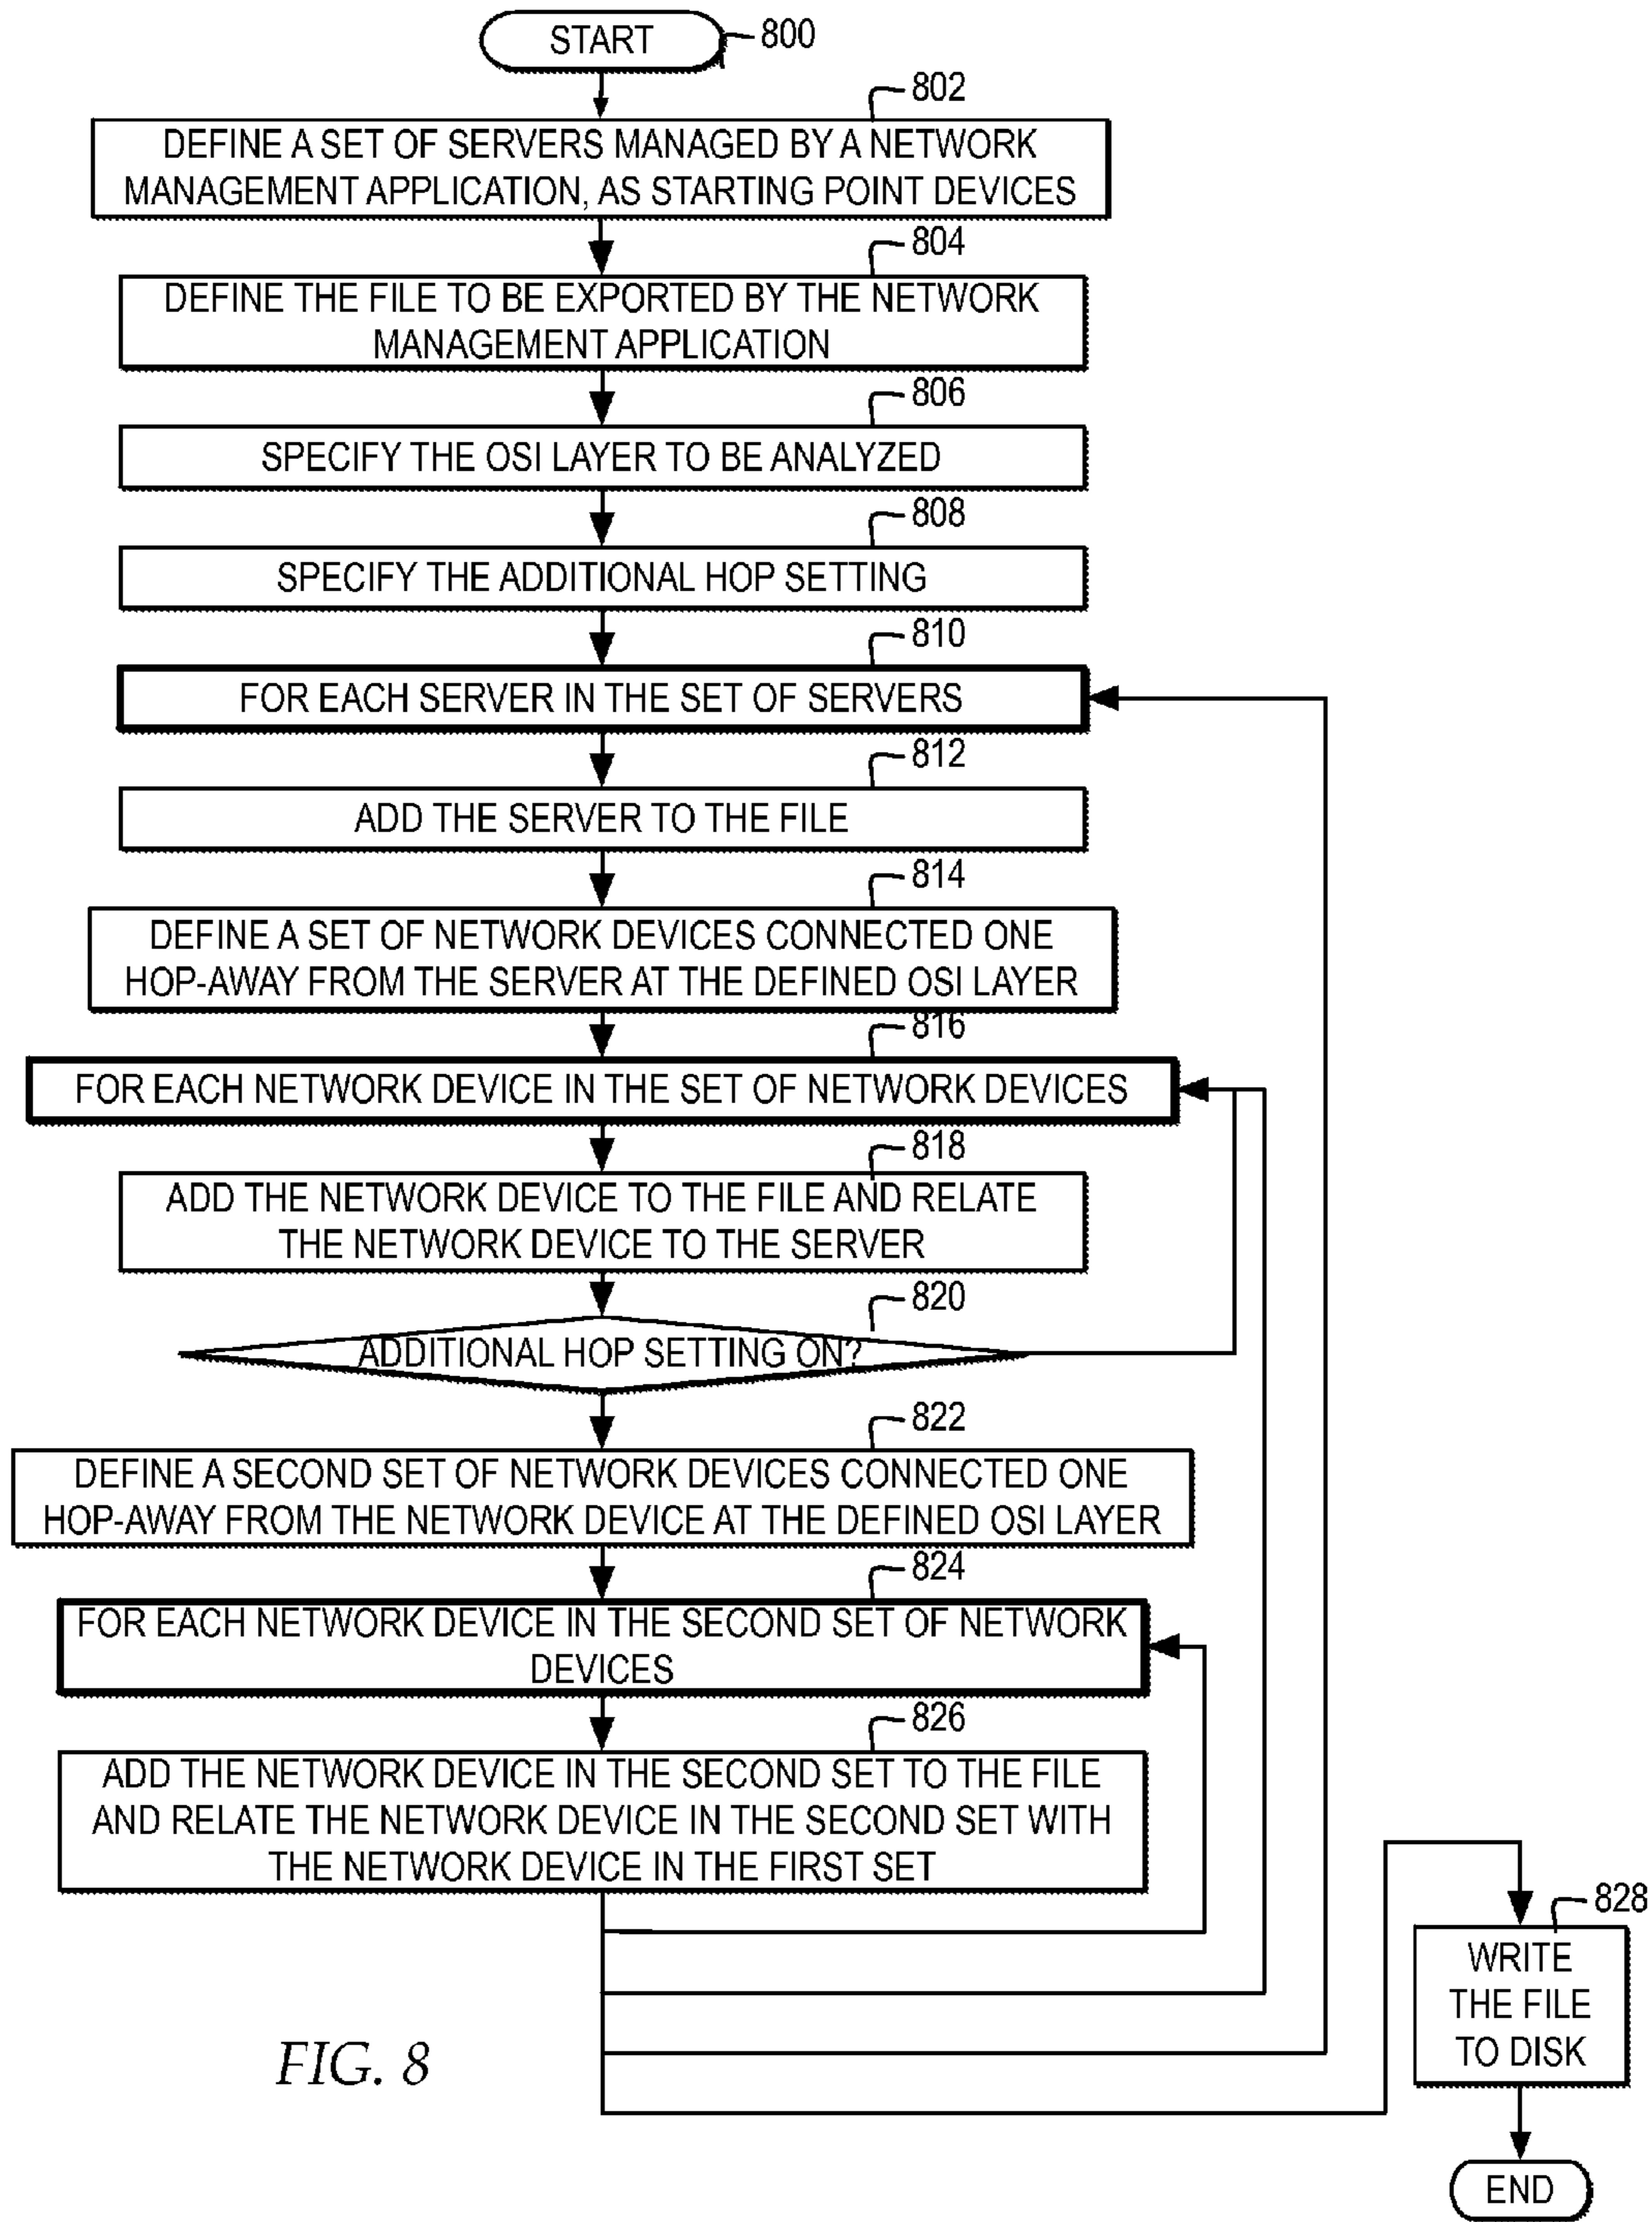 START
800
802
DEFINE A SET OF SERVERS MANAGED BY A NETWORK
MANAGEMENT APPLICATION, AS STARTING POINT DEVICES
804
DEFINE THE FILE TO BE EXPORTED BY THE NETWORK
MANAGEMENT APPLICATION
806
SPECIFY THE OSI LAYER TO BE ANALYZED
808
SPECIFY THE ADDITIONAL HOP SETTING
810
FOR EACH SERVER IN THE SET OF SERVERS
812
ADD THE SERVER TO THE FILE
814
DEFINE A SET OF NETWORK DEVICES CONNECTED ONE
HOP-AWAY FROM THE SERVER AT THE DEFINED OSI LAYER
816
FOR EACH NETWORK DEVICE IN THE SET OF NETWORK DEVICES
818
ADD THE NETWORK DEVICE TO THE FILE AND RELATE
THE NETWORK DEVICE TO THE SERVER
820
ADDITIONAL HOP SETTING ON?
822
DEFINE A SECOND SET OF NETWORK DEVICES CONNECTED ONE
HOP-AWAY FROM THE NETWORK DEVICE AT THE DEFINED OSI LAYER
824
FOR EACH NETWORK DEVICE IN THE SECOND SET OF NETWORK
DEVICES
826
ADD THE NETWORK DEVICE IN THE SECOND SET TO THE FILE
AND RELATE THE NETWORK DEVICE IN THE SECOND SET WITH
THE NETWORK DEVICE IN THE FIRST SET
828
WRITE
THE FILE
TO DISK
FIG. 8
END